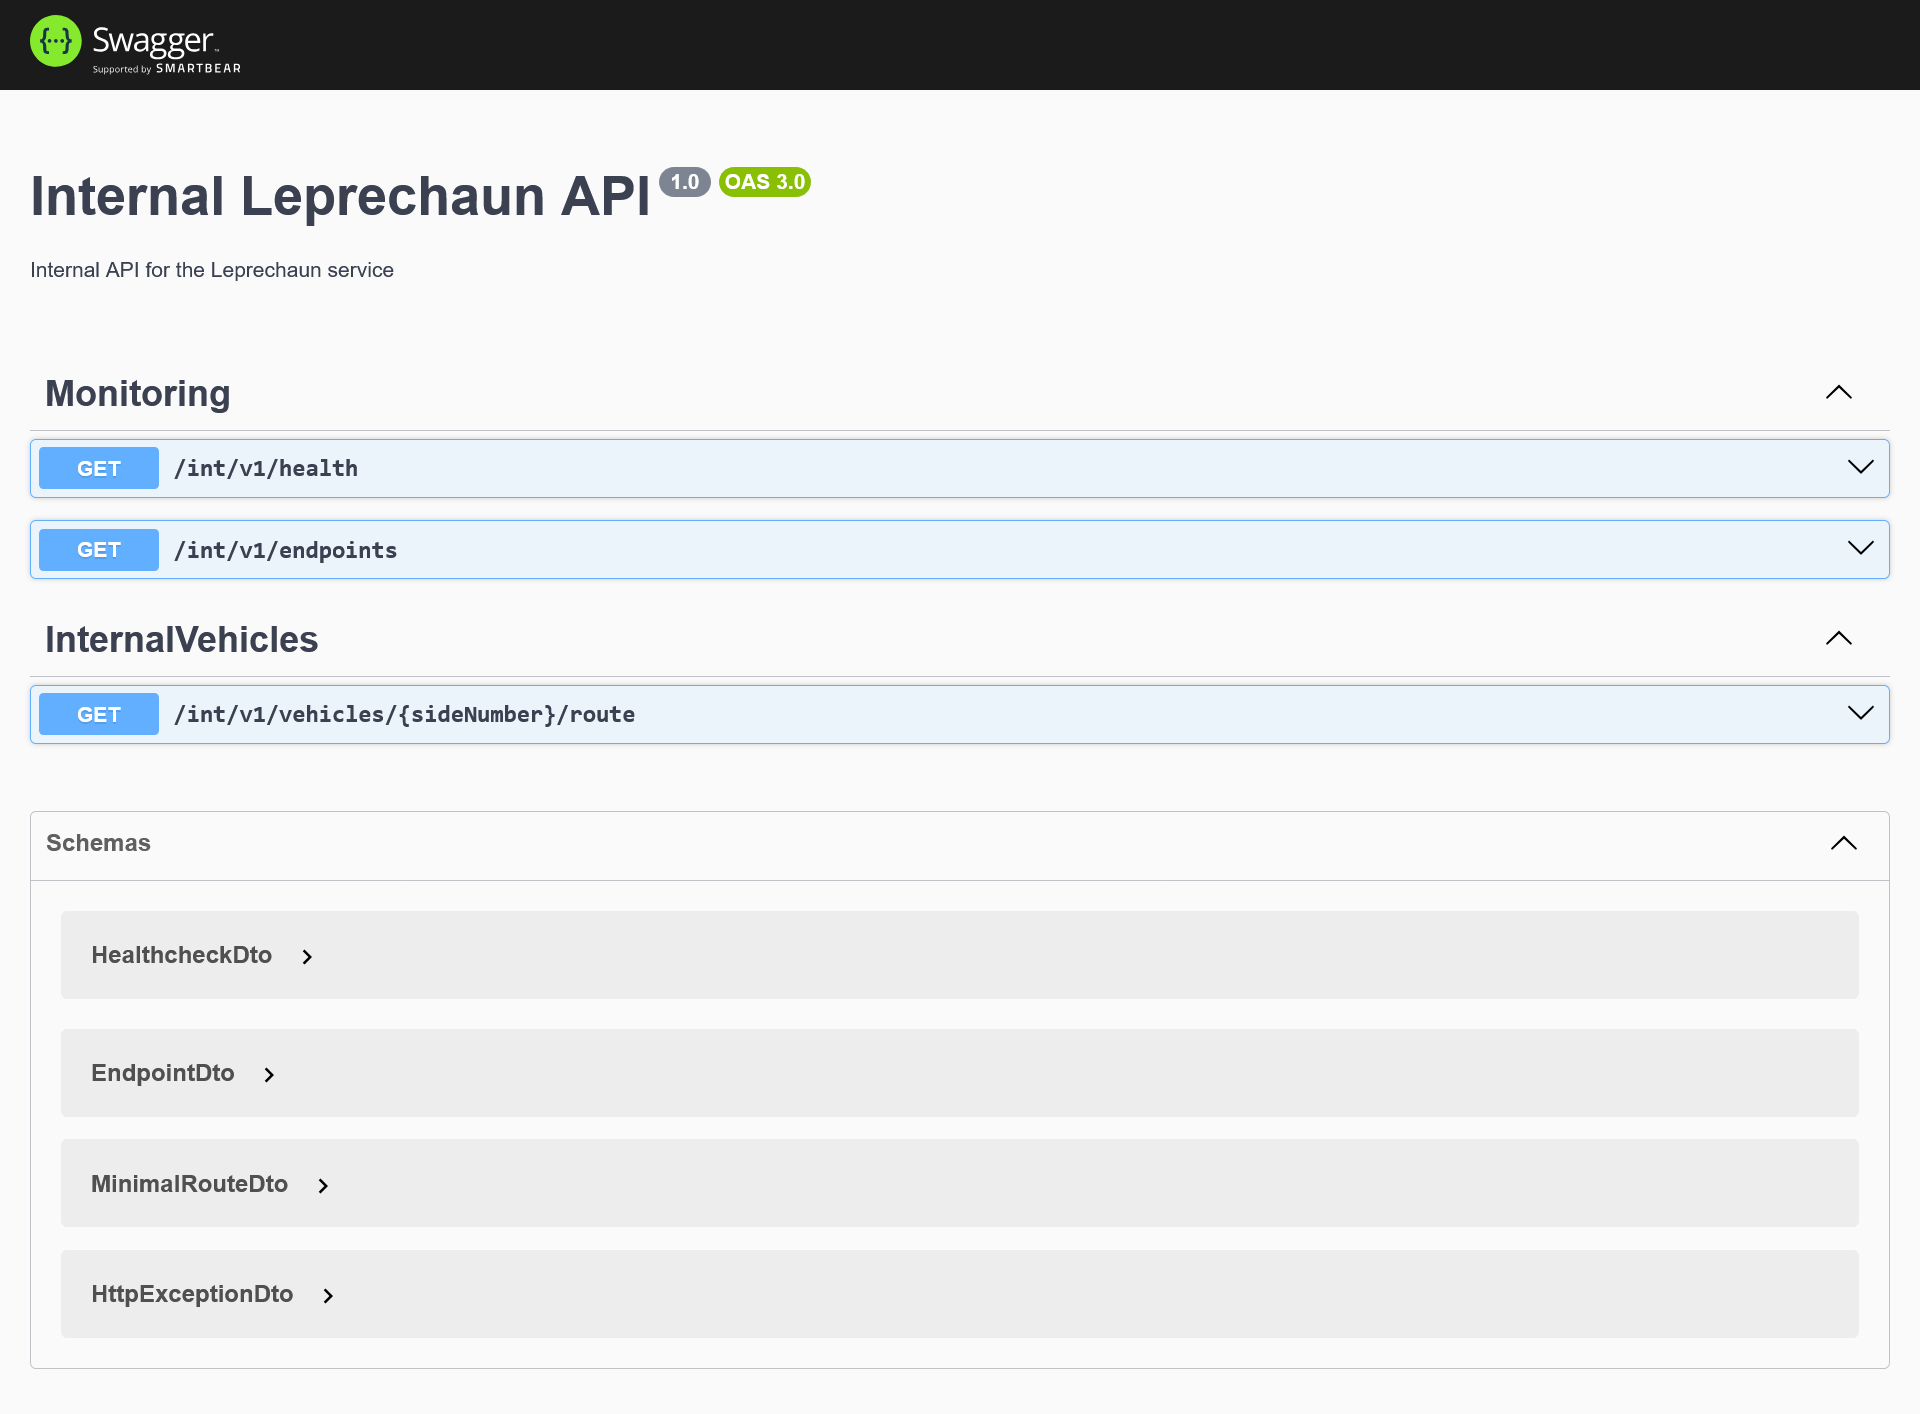 Swagger™
Supported by SMARTBEAR
Internal Leprechaun API 1.0 OAS 3.0
Internal API for the Leprechaun service
Monitoring
GET /int/v1/health
GET /int/v1/endpoints
InternalVehicles
GET /int/v1/vehicles/{sideNumber}/route
Schemas
HealthcheckDto
EndpointDto
MinimalRouteDto
HttpExceptionDto